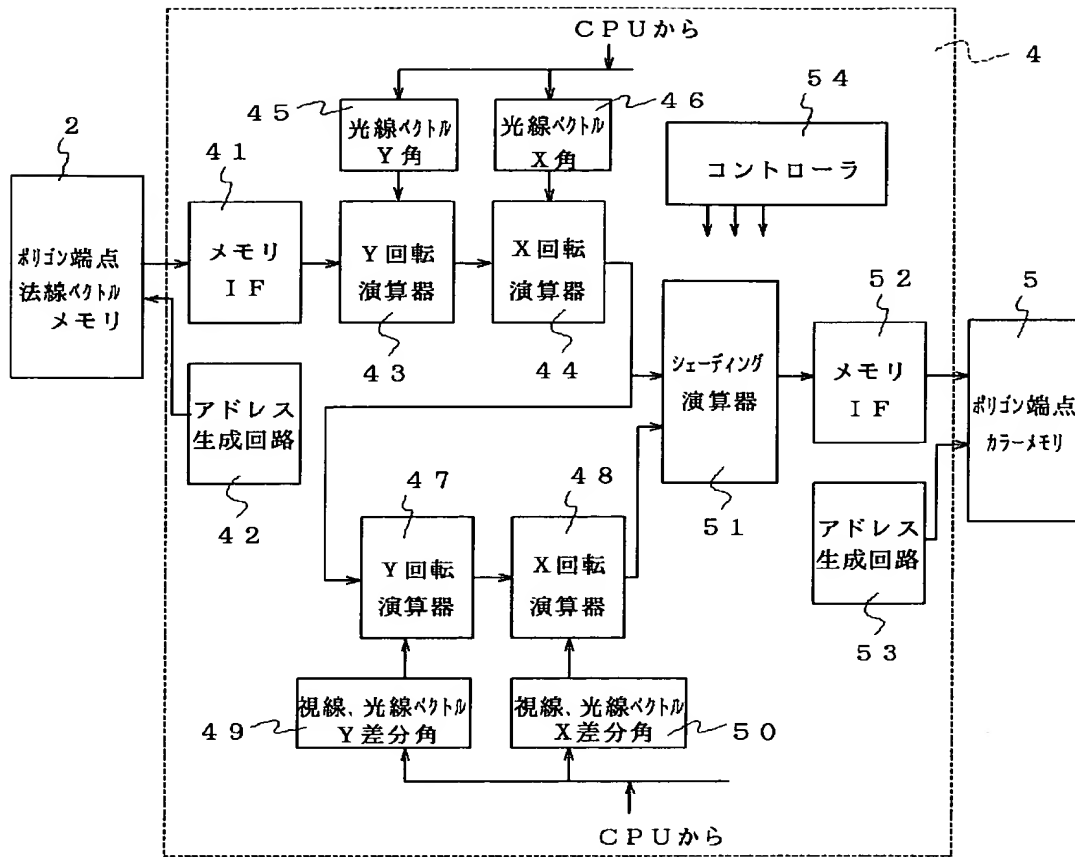 CPUから
4
45
46
54
2
41
光線ベクトル
Y角
光線ベクトル
X角
コントローラ
ポリゴン端点
法線ベクトル
メモリ
メモリ
IF
Y回転
演算器
X回転
演算器
52
5
43
44
シェーディング
演算器
メモリ
IF
ポリゴン端点
カラーメモリ
アドレス
生成回路
42
47
48
51
アドレス
生成回路
53
Y回転
演算器
X回転
演算器
49
視線、光線ベクトル
Y差分角
視線、光線ベクトル
X差分角
50
CPUから